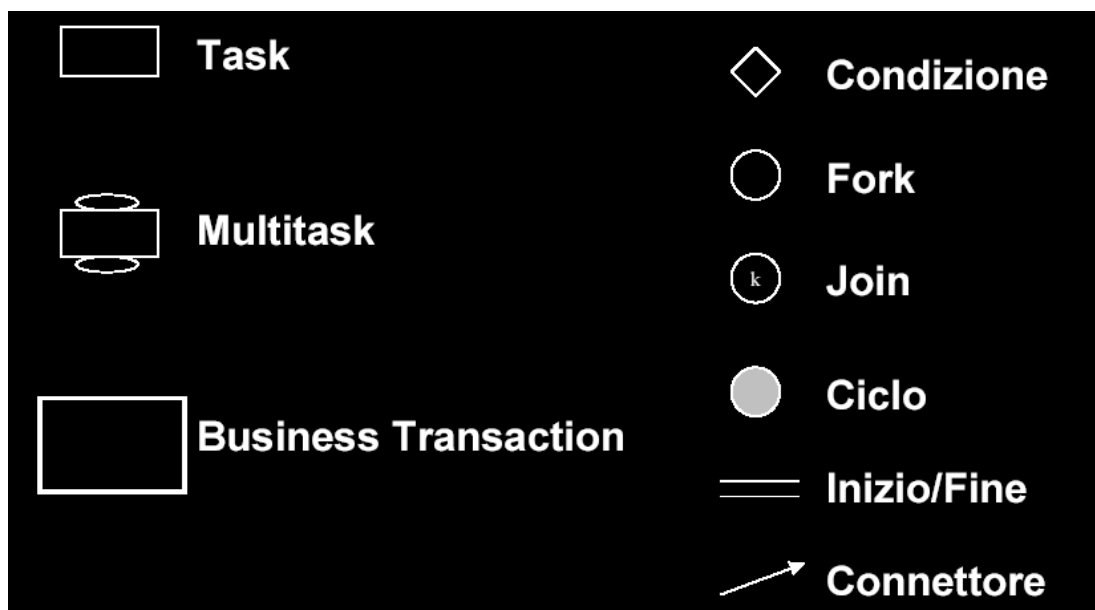 Task
Multitask
Business Transaction
Condizione
Fork
k
Join
Ciclo
Inizio/Fine
Connettore